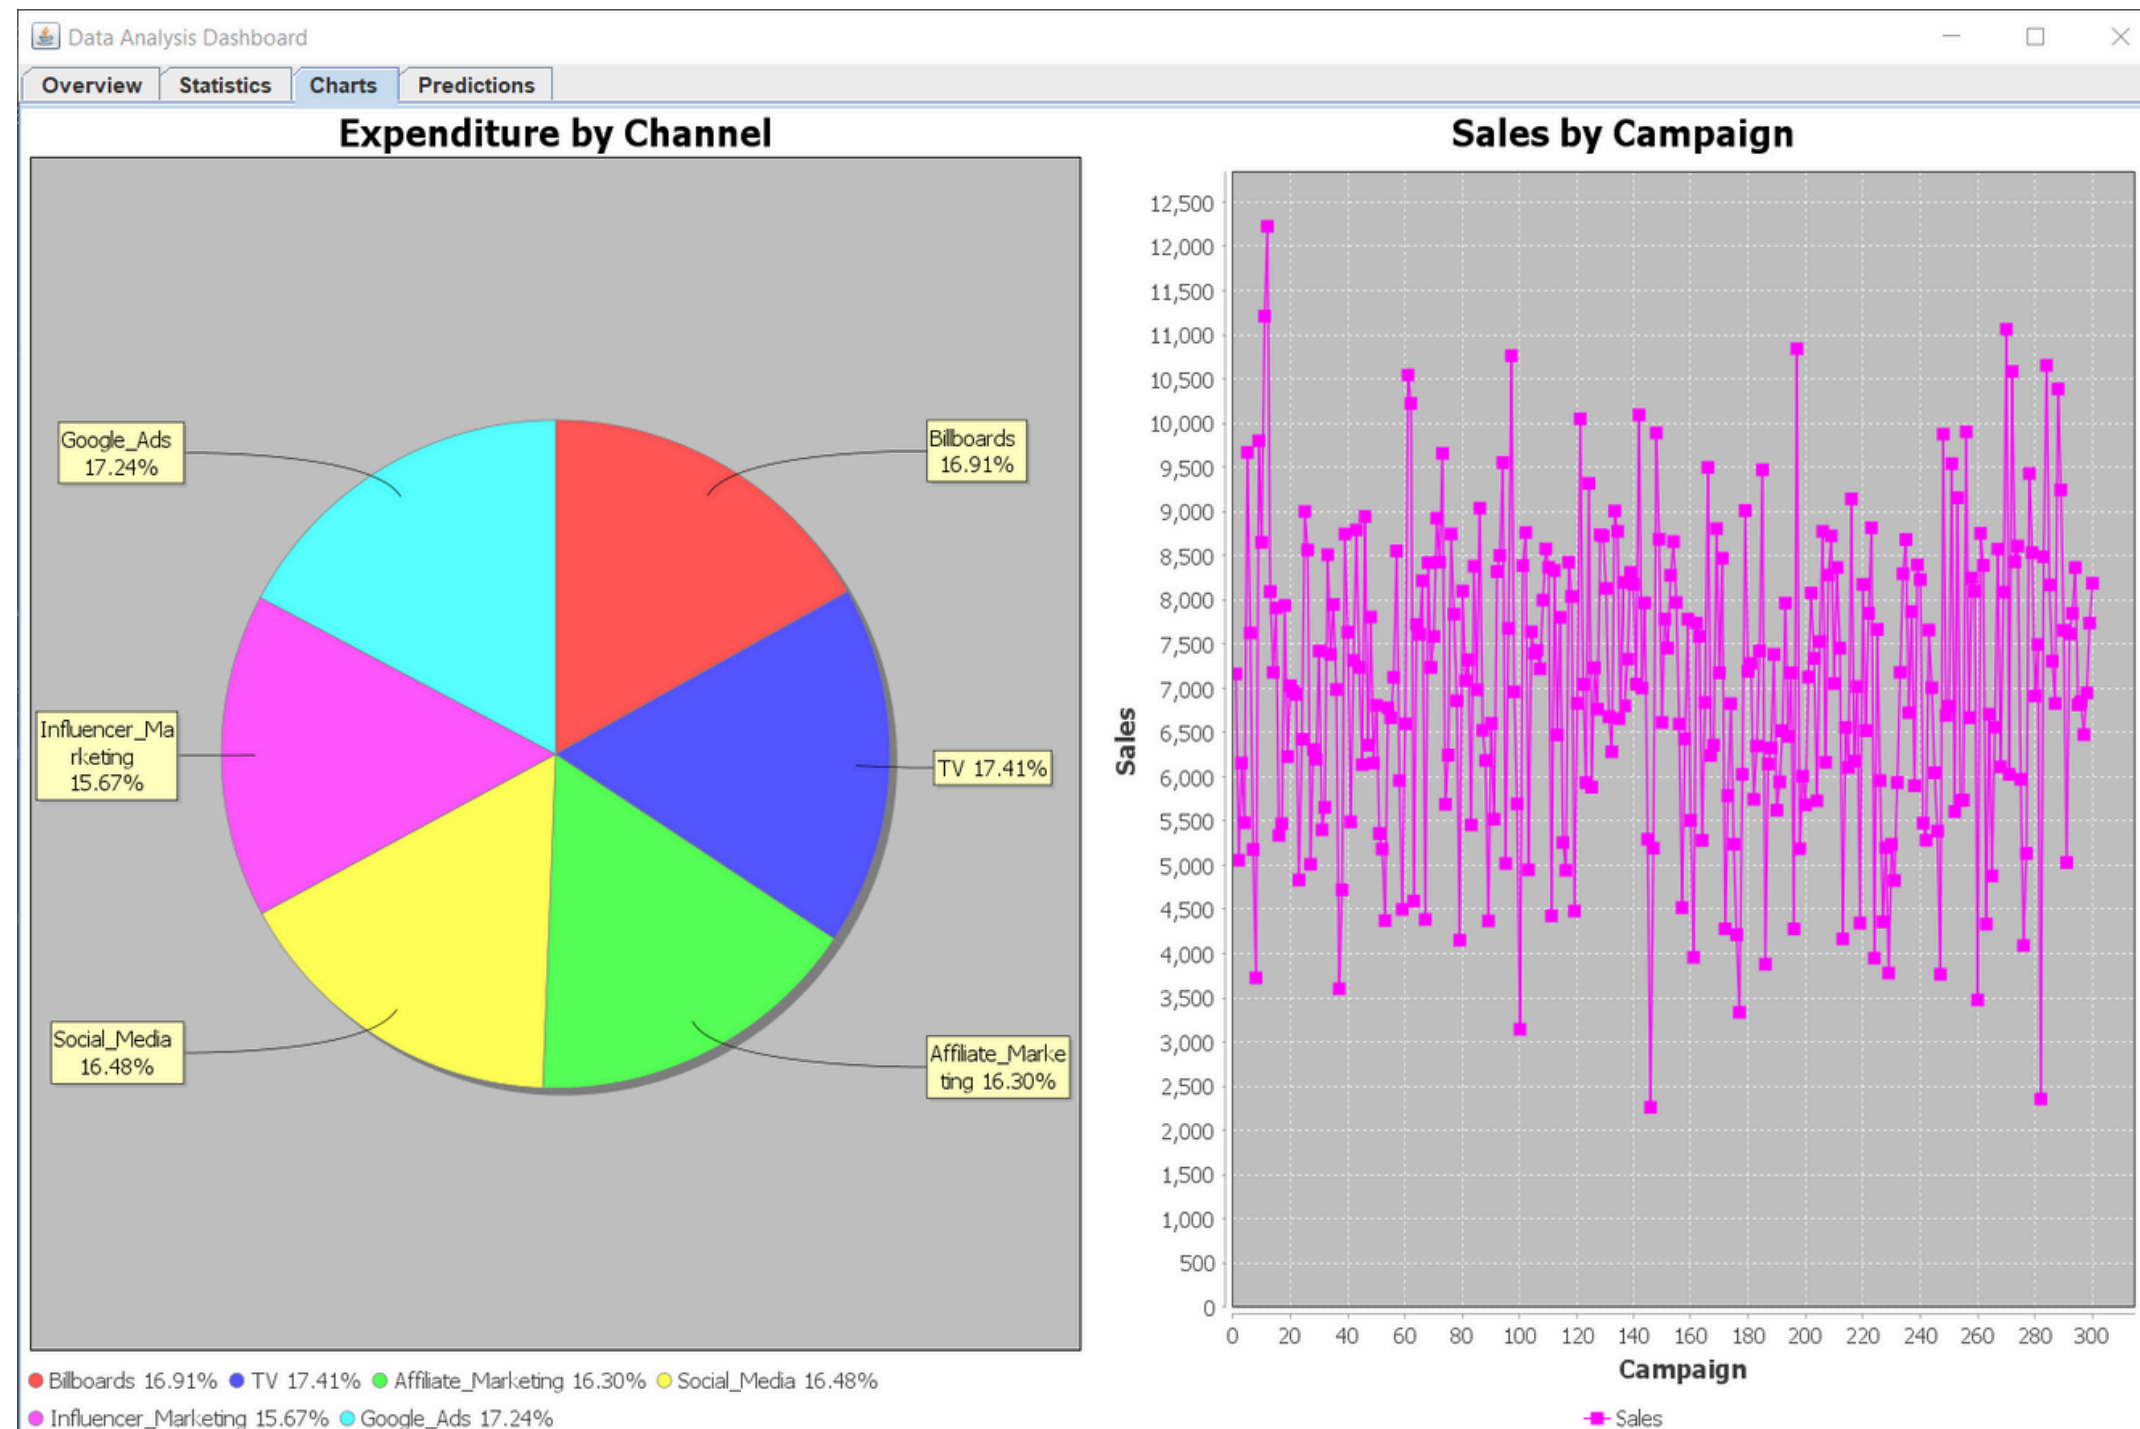 Data Analysis Dashboard
Overview Statistics Charts Predictions
Expenditure by Channel
Google_Ads
17.24%
Billboards
16.91%
Influencer_Ma
rketing
15.67%
TV 17.41%
Social_Media
16.48%
Affiliate_Marke
ting 16.30%
Billboards 16.91% TV 17.41% Affiliate_Marketing 16.30% Social_Media 16.48%
Influencer_Marketing 15.67% Google_Ads 17.24%
Sales by Campaign
12,500
12,000
11,500
11,000
10,500
10,000
9,500
9,000
8,500
8,000
7,500
7,000
6,500
6,000
5,500
5,000
4,500
4,000
3,500
3,000
2,500
2,000
1,500
1,000
500
0
Sales
0 20 40 60 80 100 120 140 160 180 200 220 240 260 280 300
Campaign
Sales